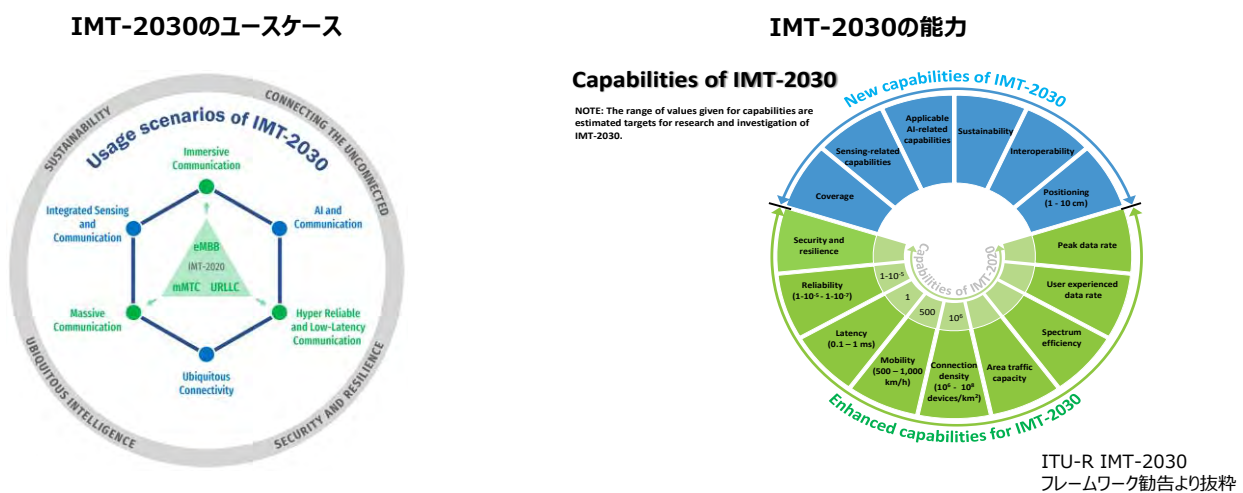 IMT-2030のユースケース
SUSTAINABILITY
CONNECTING THE UNCONNECTED
UBIQUITOUS INTELLIGENCE
SECURITY AND RESILIENCE
Usage scenarios of IMT-2030
Immersive
Communication
Integrated Sensing
and
Communication
AI and
Communication
eMBB
IMT-2020
mMTC URLLC
Massive
Communication
Hyper Reliable
and Low-Latency
Communication
Ubiquitous
Connectivity
IMT-2030の能力
Capabilities of IMT-2030
NOTE: The range of values given for capabilities are
estimated targets for research and investigation of
IMT-2030.
New capabilities of IMT-2030
Coverage
Sensing-related
capabilities
Applicable
AI-related
capabilities
Sustainability
Interoperability
Positioning
(1 - 10 cm)
Security and
resilience
Reliability
(1-10⁻⁵ - 1-10⁻⁷)
Latency
(0.1 – 1 ms)
Mobility
(500 – 1,000
km/h)
Connection
density
(10⁶ - 10⁸
devices/km²)
Area traffic
capacity
Spectrum
efficiency
User experienced
data rate
Peak data rate
1-10⁻⁵
1
500
10⁶
Capabilities of IMT-2020
Enhanced capabilities for IMT-2030
ITU-R IMT-2030
フレームワーク勧告より抜粋